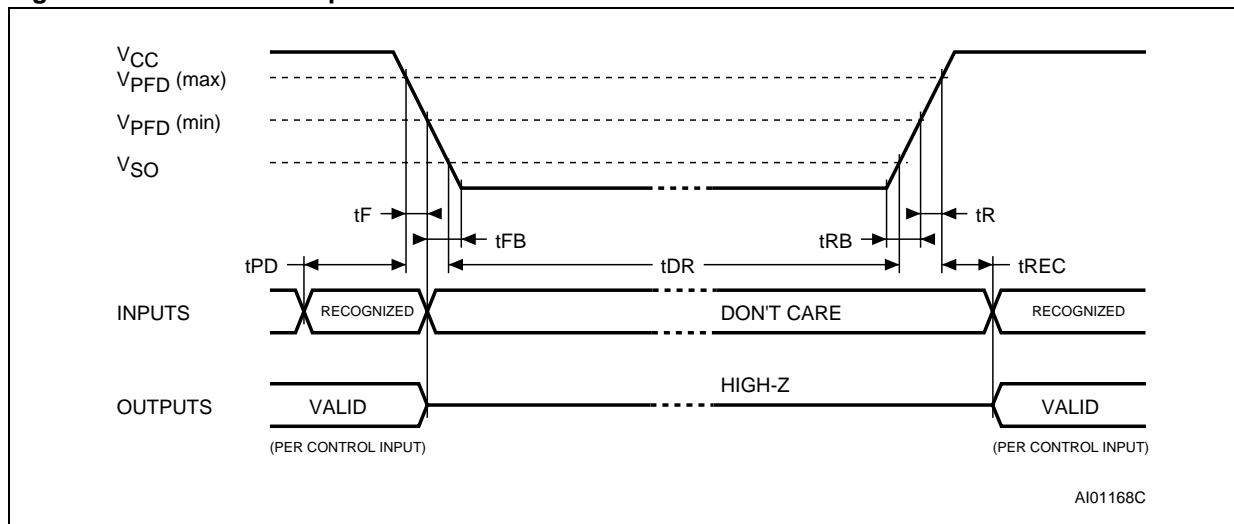 VCC
VPFD (max)
VPFD (min)
VSO
tF
tR
tFB
tRB
tPD
tDR
tREC
INPUTS
RECOGNIZED
DON'T CARE
RECOGNIZED
HIGH-Z
OUTPUTS
VALID
VALID
(PER CONTROL INPUT)
(PER CONTROL INPUT)
AI01168C